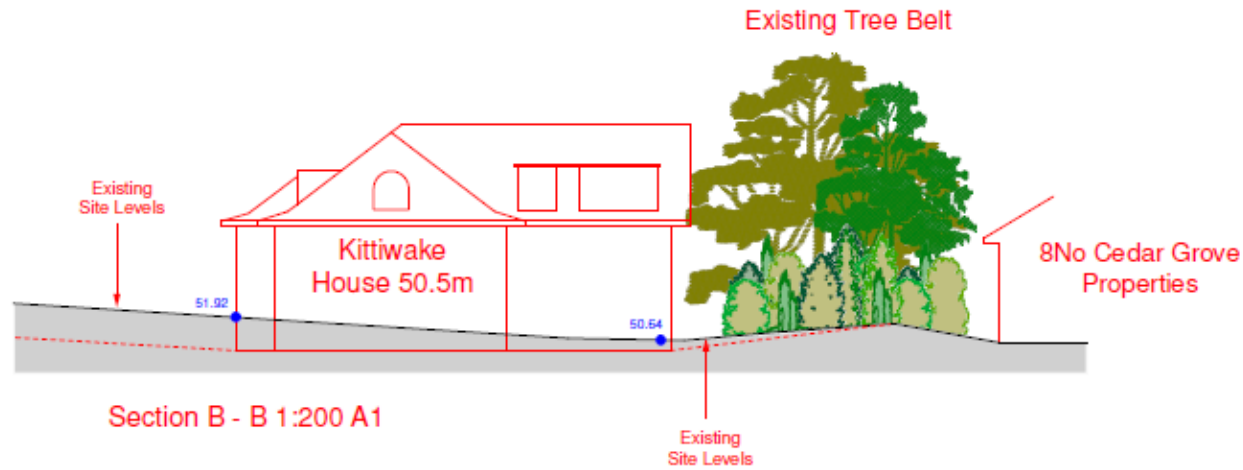 Existing Tree Belt
Existing
Site Levels
Kittiwake
House 50.5m
8No Cedar Grove
Properties
51.92
50.64
Section B - B 1:200 A1
Existing
Site Levels